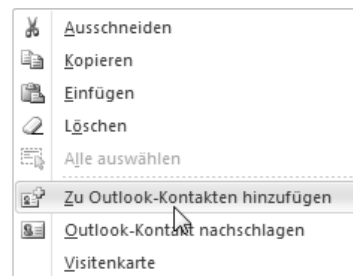 Ausschneiden
Kopieren
Einfügen
Löschen
Alle auswählen
Zu Outlook-Kontakten hinzufügen
Outlook-Kontakt nachschlagen
Visitenkarte